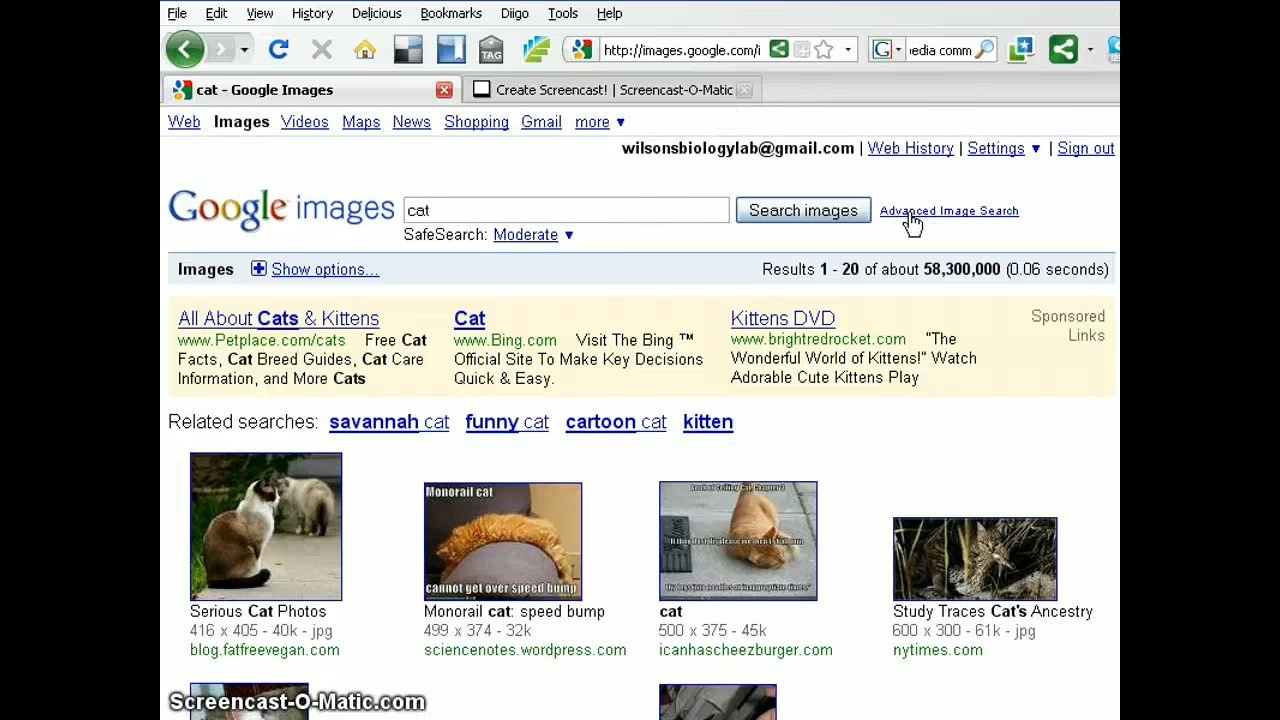 File Edit View History Delicious Bookmarks Diigo Tools Help
TAG http://images.google.com/i G edia comm
cat - Google Images Create Screencast! | Screencast-O-Matic
Web Images Videos Maps News Shopping Gmail more ▼
wilsonsbiologylab@gmail.com | Web History | Settings ▼ | Sign out
Google images cat Search images Advanced Image Search
SafeSearch: Moderate ▼
Images Show options... Results 1 - 20 of about 58,300,000 (0.06 seconds)
All About Cats & Kittens
www.Petplace.com/cats Free Cat
Facts, Cat Breed Guides, Cat Care
Information, and More Cats
Cat
www.Bing.com Visit The Bing ™
Official Site To Make Key Decisions
Quick & Easy.
Kittens DVD
www.brightredrocket.com "The
Wonderful World of Kittens!" Watch
Adorable Cute Kittens Play
Sponsored
Links
Related searches: savannah cat funny cat cartoon cat kitten
Monorail cat
cannot get over speed bump
Serious Cat Photos
416 x 405 - 40k - jpg
blog.fatfreevegan.com
Monorail cat: speed bump
499 x 374 - 32k
sciencenotes.wordpress.com
cat
500 x 375 - 45k
icanhascheezburger.com
Study Traces Cat's Ancestry
600 x 300 - 61k - jpg
nytimes.com
Screencast-O-Matic.com